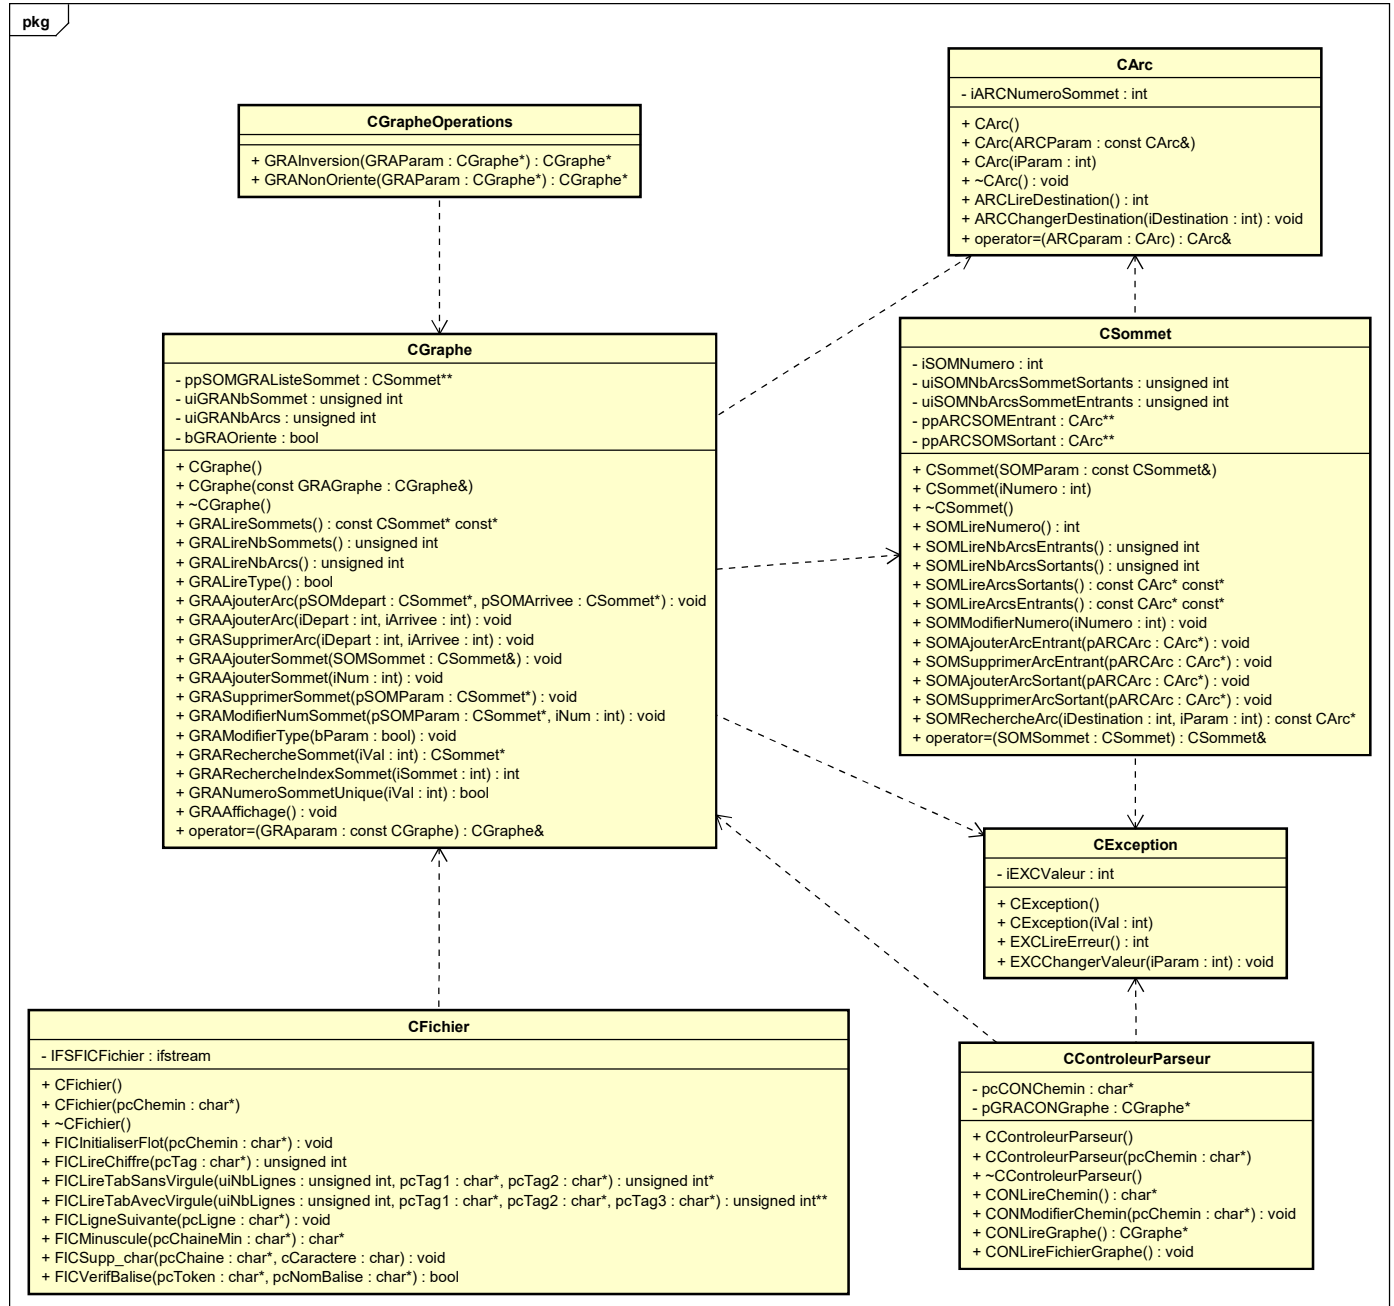 pkg
CGrapheOperations
+ GRAInversion(GRAParam : CGraphe*) : CGraphe*
+ GRANonOriente(GRAParam : CGraphe*) : CGraphe*
CArc
- iARCNumeroSommet : int
+ CArc()
+ CArc(ARCParam : const CArc&)
+ CArc(iParam : int)
+ ~CArc() : void
+ ARCLireDestination() : int
+ ARCChangerDestination(iDestination : int) : void
+ operator=(ARCparam : CArc) : CArc&
CGraphe
- ppSOMGRAListeSommet : CSommet**
- uiGRANbSommet : unsigned int
- uiGRANbArcs : unsigned int
- bGRAOriente : bool
+ CGraphe()
+ CGraphe(const GRAGraphe : CGraphe&)
+ ~CGraphe()
+ GRALireSommets() : const CSommet* const*
+ GRALireNbSommets() : unsigned int
+ GRALireNbArcs() : unsigned int
+ GRALireType() : bool
+ GRAAjouterArc(pSOMdepart : CSommet*, pSOMArrivee : CSommet*) : void
+ GRAAjouterArc(iDepart : int, iArrivee : int) : void
+ GRASupprimerArc(iDepart : int, iArrivee : int) : void
+ GRAAjouterSommet(SOMSommet : CSommet&) : void
+ GRAAjouterSommet(iNum : int) : void
+ GRASupprimerSommet(pSOMParam : CSommet*) : void
+ GRAModifierNumSommet(pSOMParam : CSommet*, iNum : int) : void
+ GRAModifierType(bParam : bool) : void
+ GRARechercheSommet(iVal : int) : CSommet*
+ GRARechercheIndexSommet(iSommet : int) : int
+ GRANumeroSommetUnique(iVal : int) : bool
+ GRAAffichage() : void
+ operator=(GRAparam : const CGraphe) : CGraphe&
CSommet
- iSOMNumero : int
- uiSOMNbArcsSommetSortants : unsigned int
- uiSOMNbArcsSommetEntrants : unsigned int
- ppARCSOMEntrant : CArc**
- ppARCSOMSortant : CArc**
+ CSommet(SOMParam : const CSommet&)
+ CSommet(iNumero : int)
+ ~CSommet()
+ SOMLireNumero() : int
+ SOMLireNbArcsEntrants() : unsigned int
+ SOMLireNbArcsSortants() : unsigned int
+ SOMLireArcsSortants() : const CArc* const*
+ SOMLireArcsEntrants() : const CArc* const*
+ SOMModifierNumero(iNumero : int) : void
+ SOMAjouterArcEntrant(pARCArc : CArc*) : void
+ SOMSupprimerArcEntrant(pARCArc : CArc*) : void
+ SOMAjouterArcSortant(pARCArc : CArc*) : void
+ SOMSupprimerArcSortant(pARCArc : CArc*) : void
+ SOMRechercheArc(iDestination : int, iParam : int) : const CArc*
+ operator=(SOMSommet : CSommet) : CSommet&
CException
- iEXCValeur : int
+ CException()
+ CException(iVal : int)
+ EXCLireErreur() : int
+ EXCChangerValeur(iParam : int) : void
CFichier
- IFSFICFichier : ifstream
+ CFichier()
+ CFichier(pcChemin : char*)
+ ~CFichier()
+ FICInitialiserFlot(pcChemin : char*) : void
+ FICLireChiffre(pcTag : char*) : unsigned int
+ FICLireTabSansVirgule(uiNbLignes : unsigned int, pcTag1 : char*, pcTag2 : char*) : unsigned int*
+ FICLireTabAvecVirgule(uiNbLignes : unsigned int, pcTag1 : char*, pcTag2 : char*, pcTag3 : char*) : unsigned int**
+ FICLigneSuivante(pcLigne : char*) : void
+ FICMinuscule(pcChaineMin : char*) : char*
+ FICSupp_char(pcChaine : char*, cCaractere : char) : void
+ FICVerifBalise(pcToken : char*, pcNomBalise : char*) : bool
CControleurParseur
- pcCONChemin : char*
- pGRACONGraphe : CGraphe*
+ CControleurParseur()
+ CControleurParseur(pcChemin : char*)
+ ~CControleurParseur()
+ CONLireChemin() : char*
+ CONModifierChemin(pcChemin : char*) : void
+ CONLireGraphe() : CGraphe*
+ CONLireFichierGraphe() : void